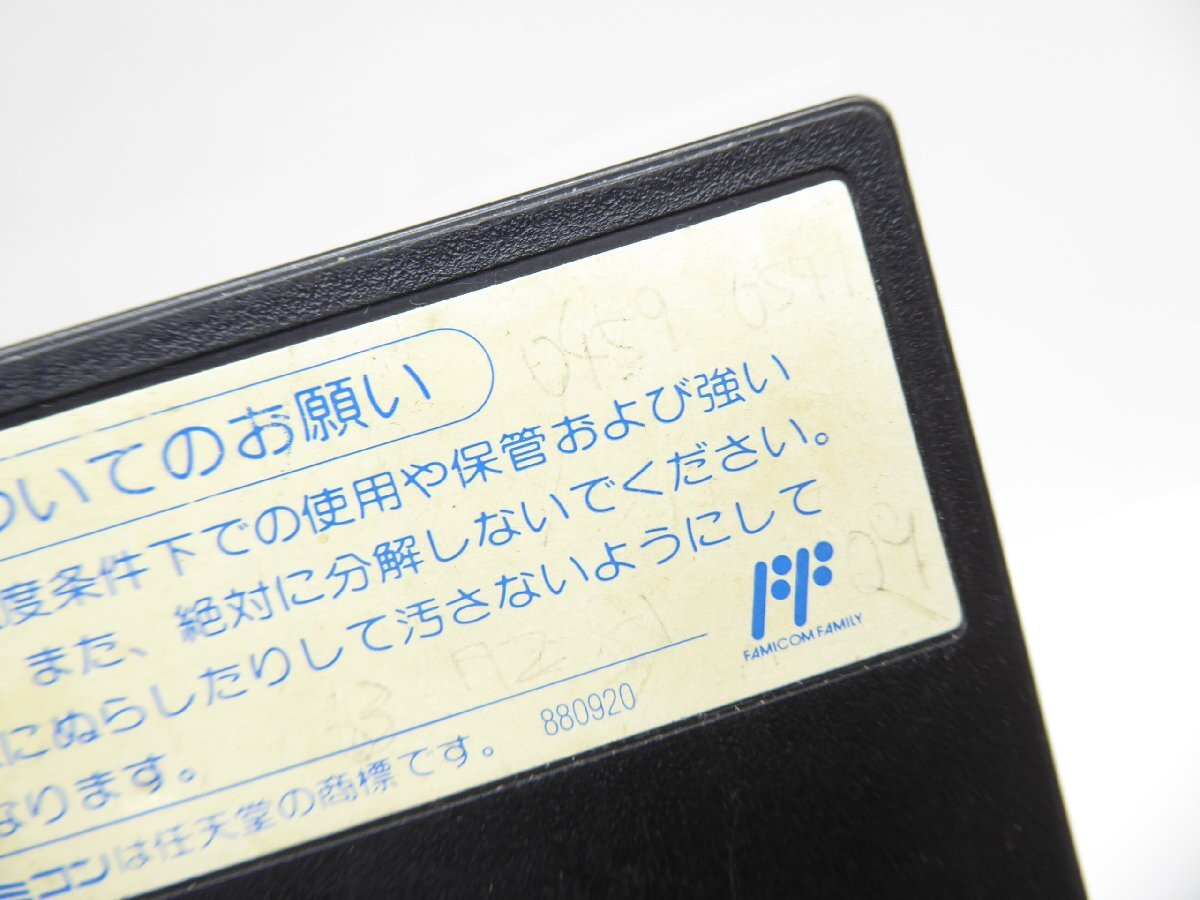 ついてのお願い
度条件下での使用や保管および強い
また、絶対に分解しないでください。
にぬらしたりして汚さないようにして
なります。
FAMICOM FAMILY
880920
ミコンは任天堂の商標です。